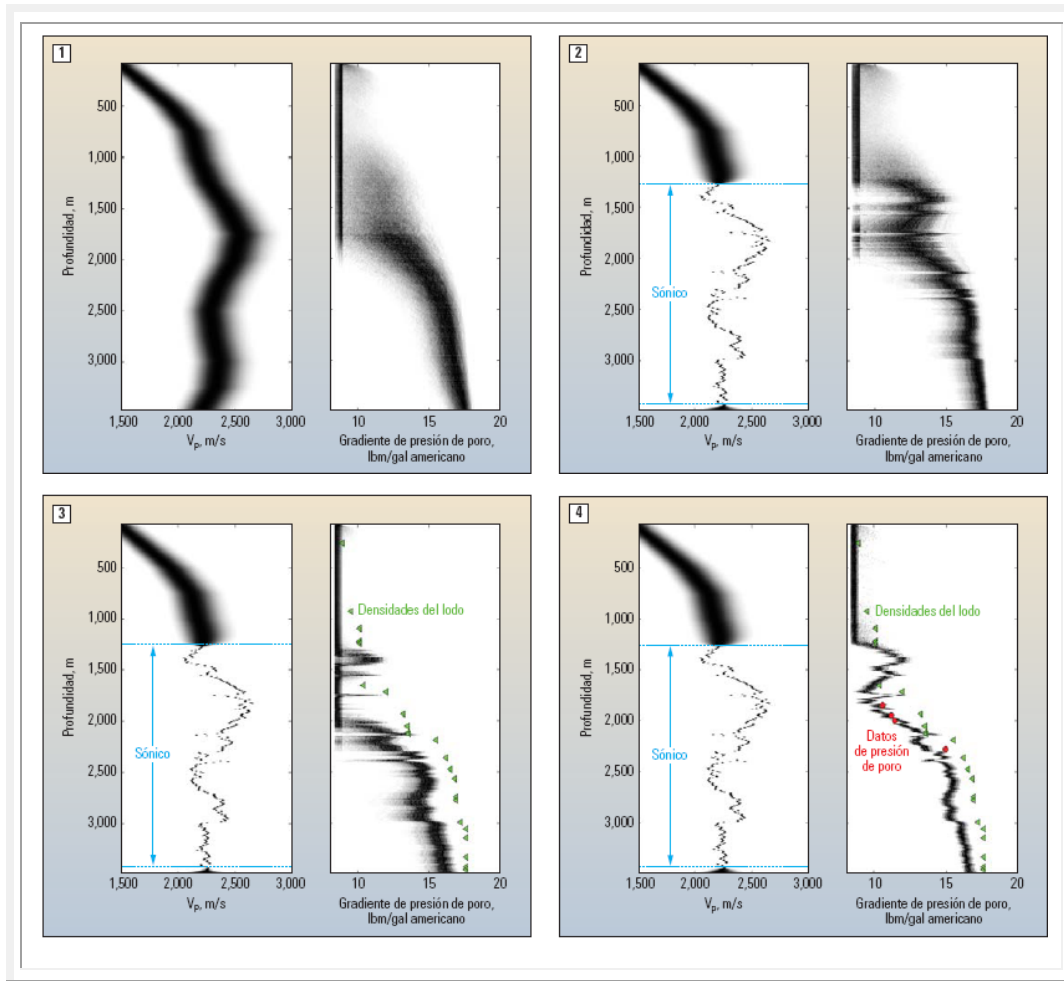 1
500
1,000
1,500
2,000
2,500
3,000
Profundidad, m
1,500 2,000 2,500 3,000
V_P, m/s
10 15 20
Gradiente de presión de poro,
lbm/gal americano
2
500
1,000
1,500
2,000
2,500
3,000
Profundidad, m
Sónico
1,500 2,000 2,500 3,000
V_P, m/s
10 15 20
Gradiente de presión de poro,
lbm/gal americano
3
500
1,000
1,500
2,000
2,500
3,000
Profundidad, m
Sónico
1,500 2,000 2,500 3,000
V_P, m/s
Densidades del lodo
10 15 20
Gradiente de presión de poro,
lbm/gal americano
4
500
1,000
1,500
2,000
2,500
3,000
Profundidad, m
Sónico
1,500 2,000 2,500 3,000
V_P, m/s
Densidades del lodo
Datos
de presión
de poro
10 15 20
Gradiente de presión de poro,
lbm/gal americano